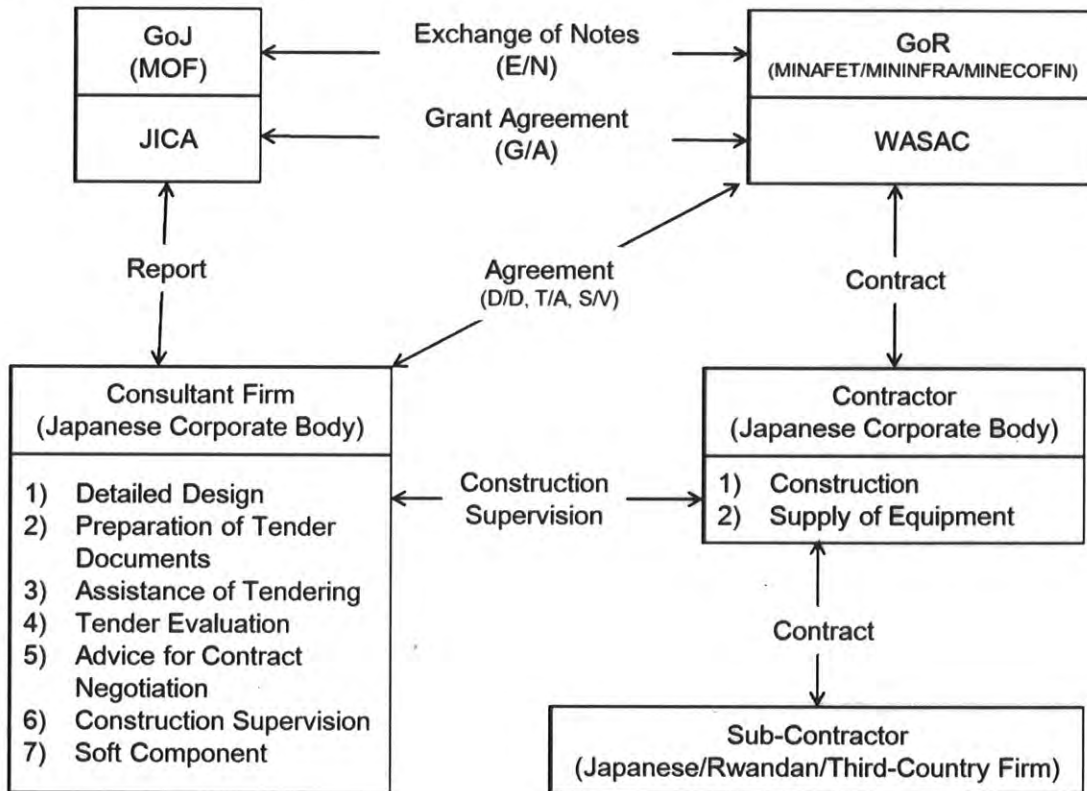 GoJ
(MOF)
Exchange of Notes
(E/N)
GoR
(MINAFET/MININFRA/MINECOFIN)
JICA
Grant Agreement
(G/A)
WASAC
Report
Agreement
(D/D, T/A, S/V)
Contract
Consultant Firm
(Japanese Corporate Body)
1) Detailed Design
2) Preparation of Tender
Documents
3) Assistance of Tendering
4) Tender Evaluation
5) Advice for Contract
Negotiation
6) Construction Supervision
7) Soft Component
Construction
Supervision
Contractor
(Japanese Corporate Body)
1) Construction
2) Supply of Equipment
Contract
Sub-Contractor
(Japanese/Rwandan/Third-Country Firm)